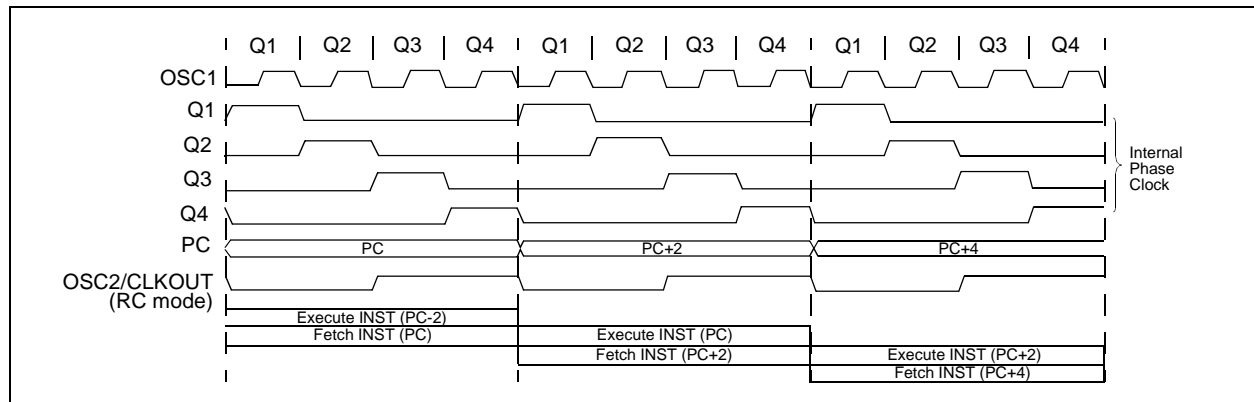 Q1 Q2 Q3 Q4 Q1 Q2 Q3 Q4 Q1 Q2 Q3 Q4
OSC1
Q1
Q2
Q3
Q4
Internal
Phase
Clock
PC PC PC+2 PC+4
OSC2/CLKOUT
(RC mode)
Execute INST (PC-2)
Fetch INST (PC) Execute INST (PC)
Fetch INST (PC+2) Execute INST (PC+2)
Fetch INST (PC+4)